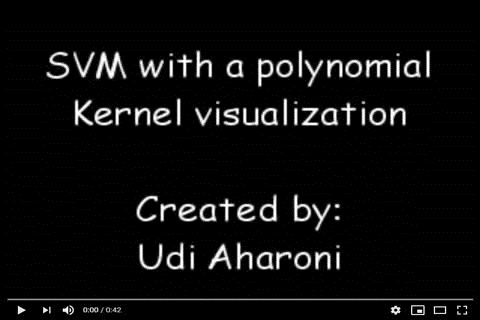 SVM with a polynomial
Kernel visualization
Created by:
Udi Aharoni
0:00 / 0:42